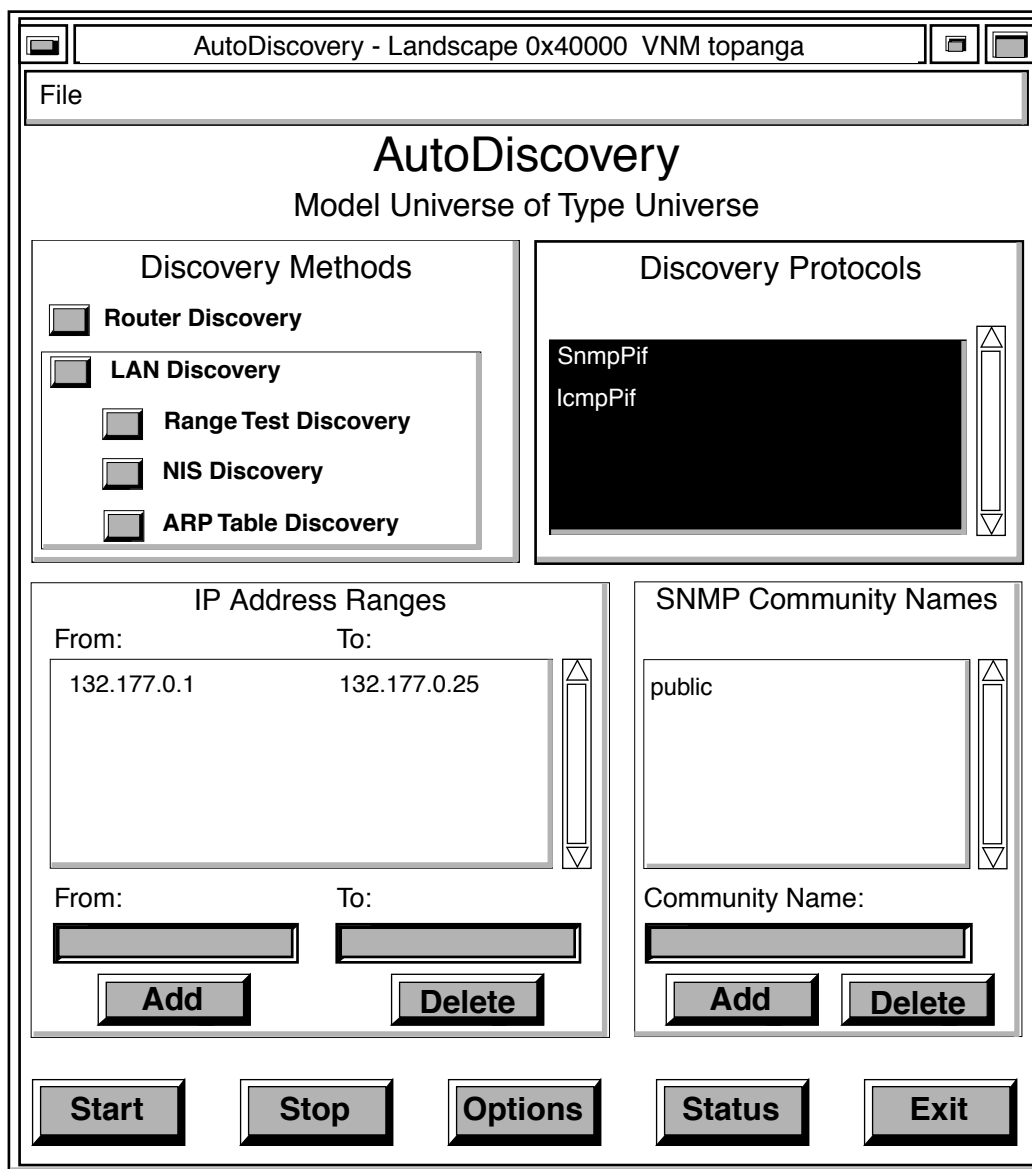 AutoDiscovery - Landscape 0x40000 VNM topanga
File
AutoDiscovery
Model Universe of Type Universe
Discovery Methods
Router Discovery
LAN Discovery
Range Test Discovery
NIS Discovery
ARP Table Discovery
Discovery Protocols
SnmpPif
IcmpPif
IP Address Ranges
From: To:
132.177.0.1 132.177.0.25
From: To:
Add Delete
SNMP Community Names
public
Community Name:
Add Delete
Start Stop Options Status Exit